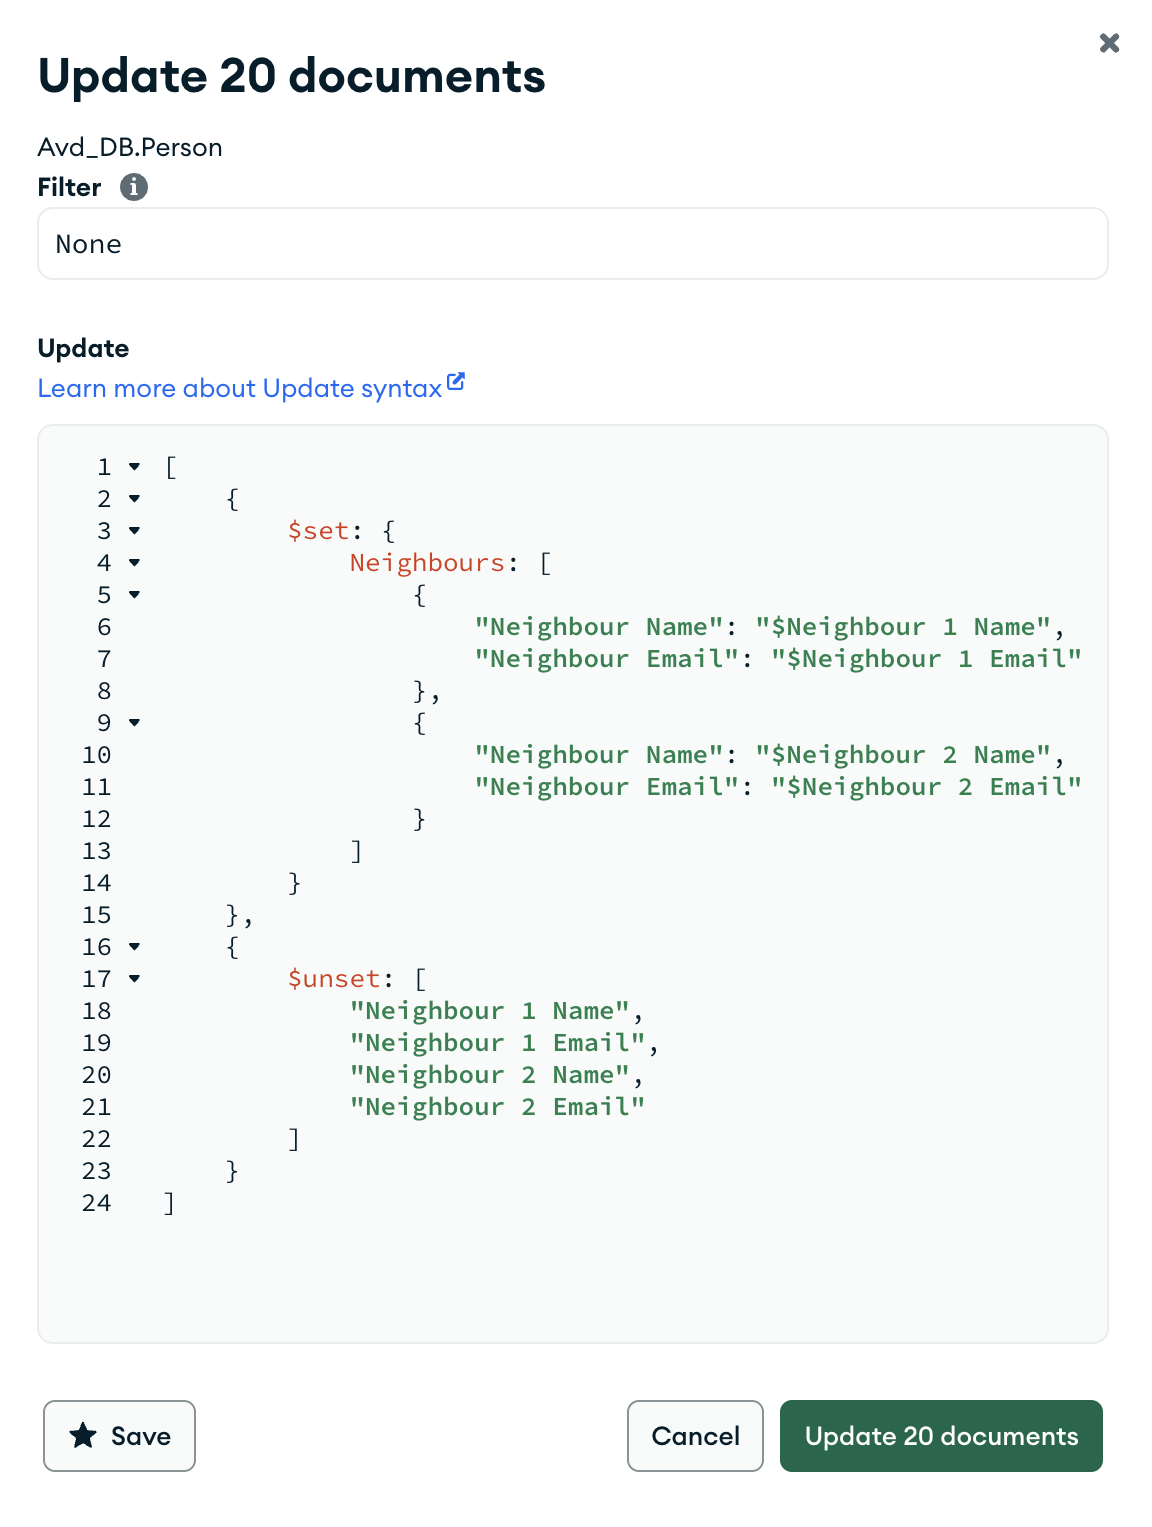 Update 20 documents
Avd_DB.Person
Filter
None
Update
Learn more about Update syntax
1 [
2 {
3 $set: {
4 Neighbours: [
5 {
6 "Neighbour Name": "$Neighbour 1 Name",
7 "Neighbour Email": "$Neighbour 1 Email"
8 },
9 {
10 "Neighbour Name": "$Neighbour 2 Name",
11 "Neighbour Email": "$Neighbour 2 Email"
12 }
13 ]
14 }
15 },
16 {
17 $unset: [
18 "Neighbour 1 Name",
19 "Neighbour 1 Email",
20 "Neighbour 2 Name",
21 "Neighbour 2 Email"
22 ]
23 }
24 ]
Save Cancel Update 20 documents